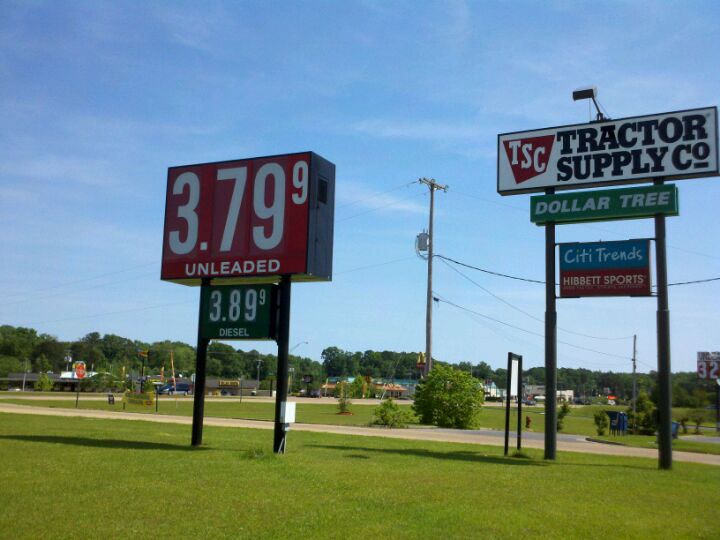 3.79 9
UNLEADED
3.89 9
DIESEL
TSC TRACTOR
SUPPLY CO
DOLLAR TREE
Citi Trends
HIBBETT SPORTS